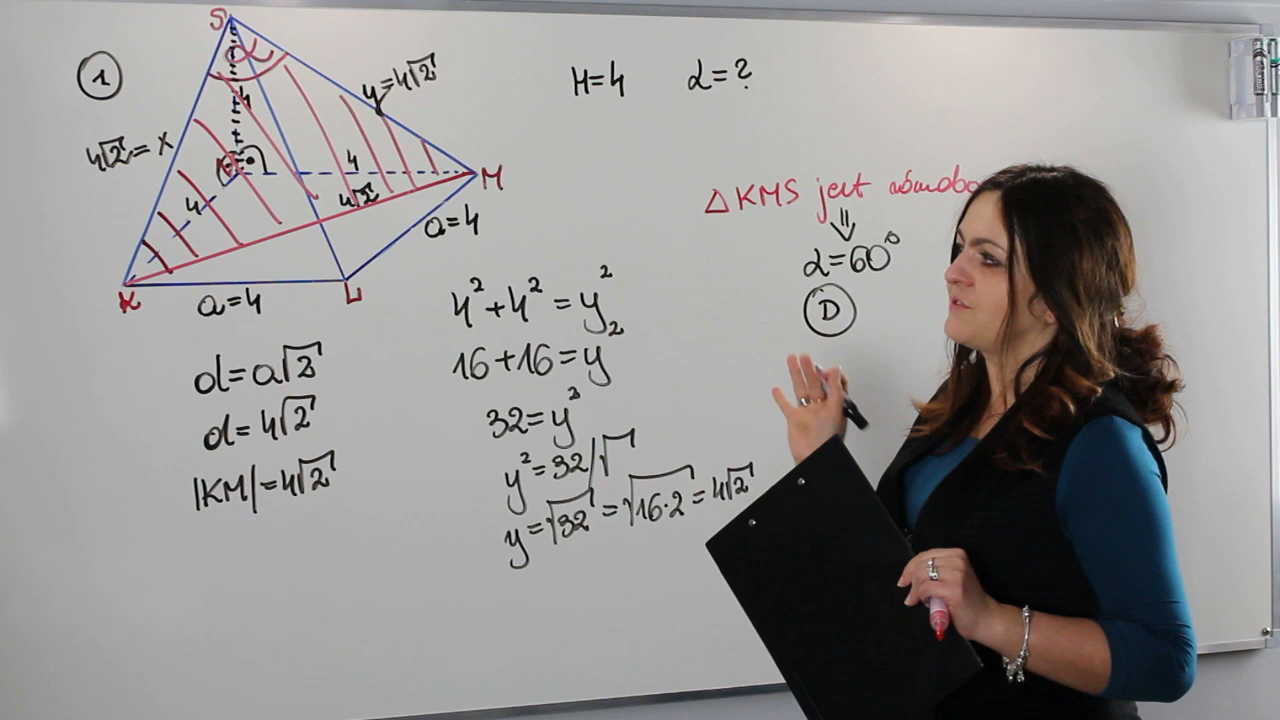 1
S
α
4
y=4√2
4√2=x
4
4
4√2
M
K
a=4
L
a=4
H=4 α=?
△KMS jest
⇓
α=60°
D
d=a√2
d=4√2
|KM|=4√2
4²+4²=y²
16+16=y²
32=y²
y²=32/√
y=√32=√16·2=4√2